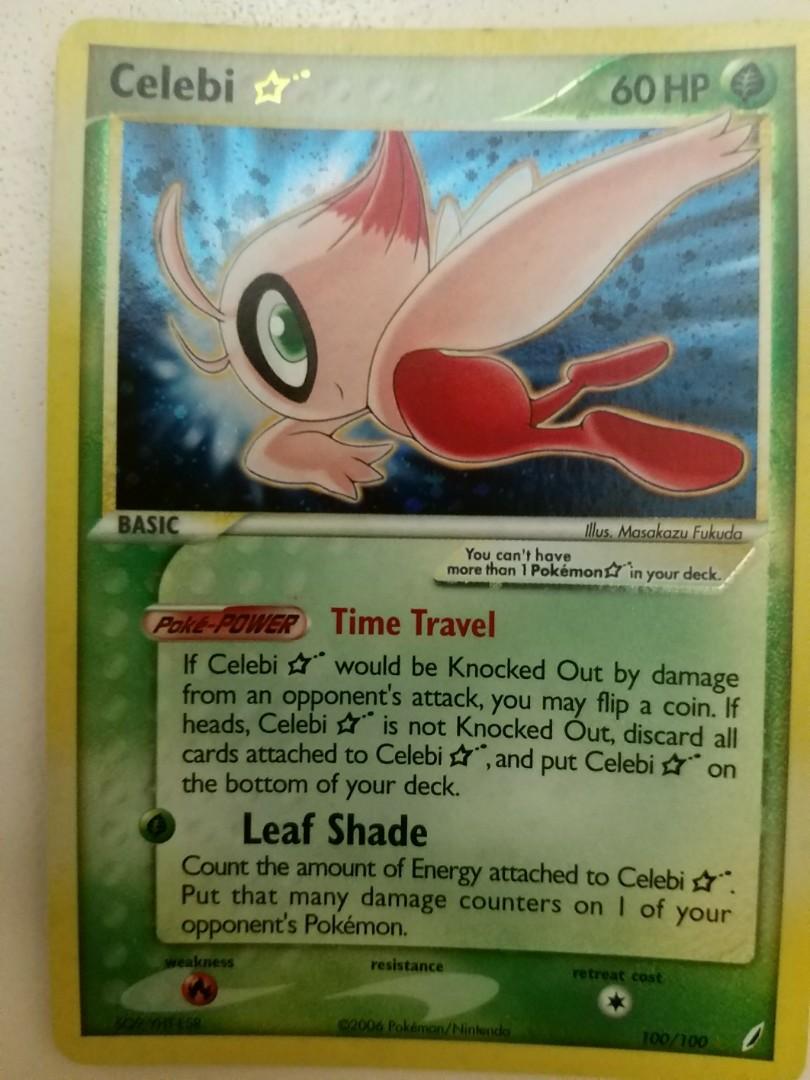 Celebi ☆
60 HP
BASIC
Illus. Masakazu Fukuda
You can't have
more than 1 Pokémon☆ in your deck.
Poké-POWER Time Travel
If Celebi ☆ would be Knocked Out by damage
from an opponent's attack, you may flip a coin. If
heads, Celebi ☆ is not Knocked Out, discard all
cards attached to Celebi ☆, and put Celebi ☆ on
the bottom of your deck.
Leaf Shade
Count the amount of Energy attached to Celebi ☆.
Put that many damage counters on 1 of your
opponent's Pokémon.
weakness resistance retreat cost
©2006 Pokémon/Nintendo
100/100